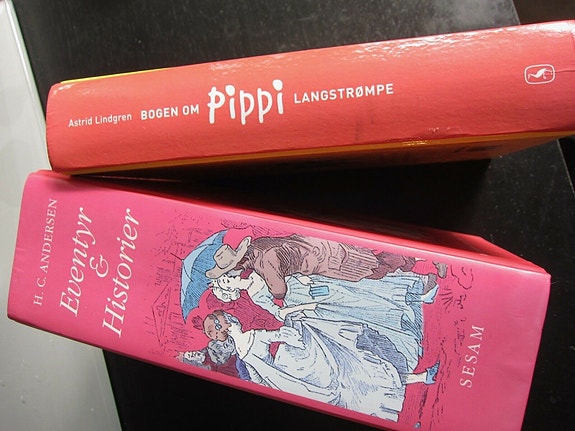 Astrid Lindgren BOGEN OM Pippi LANGSTRØMPE
H. C. ANDERSEN
Eventyr
&
Historier
SESAM